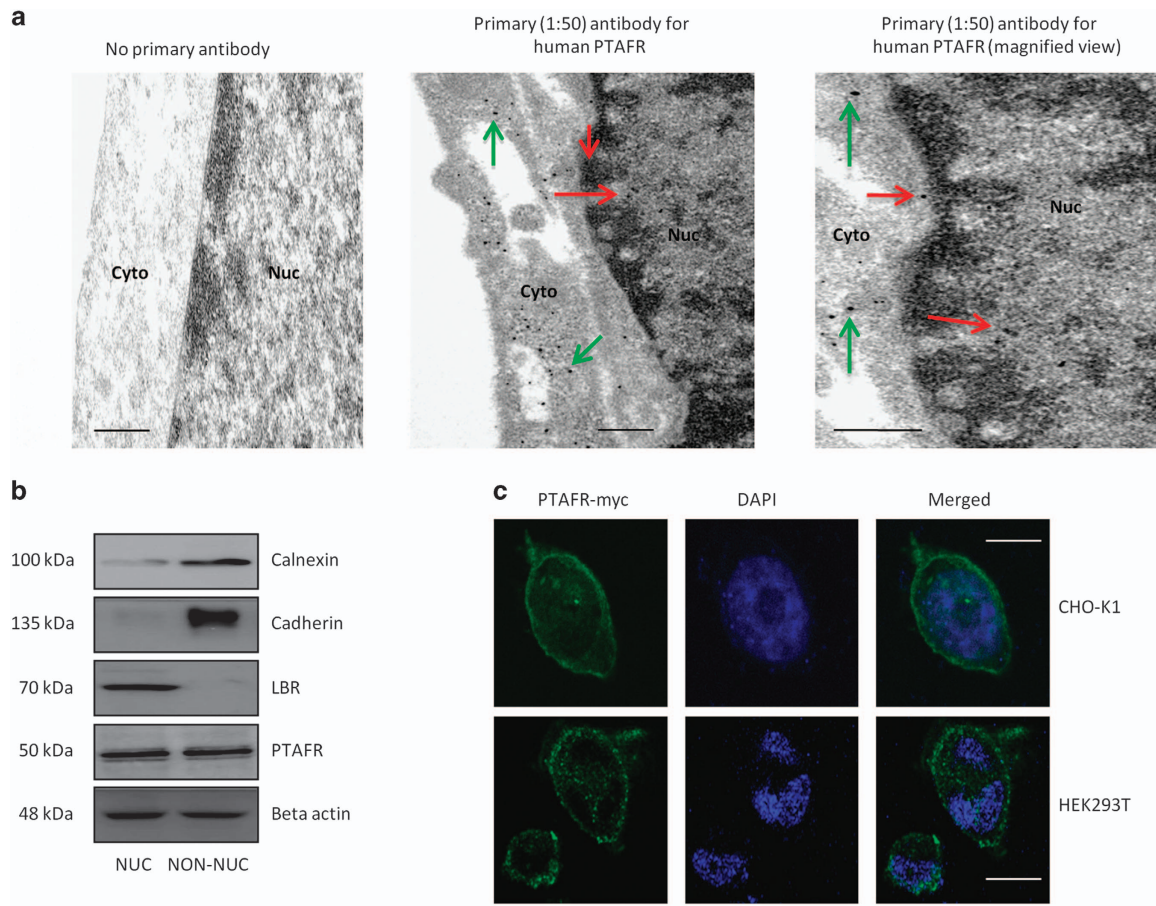 a
No primary antibody
Primary (1:50) antibody for
human PTAFR
Primary (1:50) antibody for
human PTAFR (magnified view)
Cyto
Nuc
Cyto
Nuc
Cyto
Nuc
b
100 kDa
Calnexin
135 kDa
Cadherin
70 kDa
LBR
50 kDa
PTAFR
48 kDa
Beta actin
NUC NON-NUC
c
PTAFR-myc
DAPI
Merged
CHO-K1
HEK293T